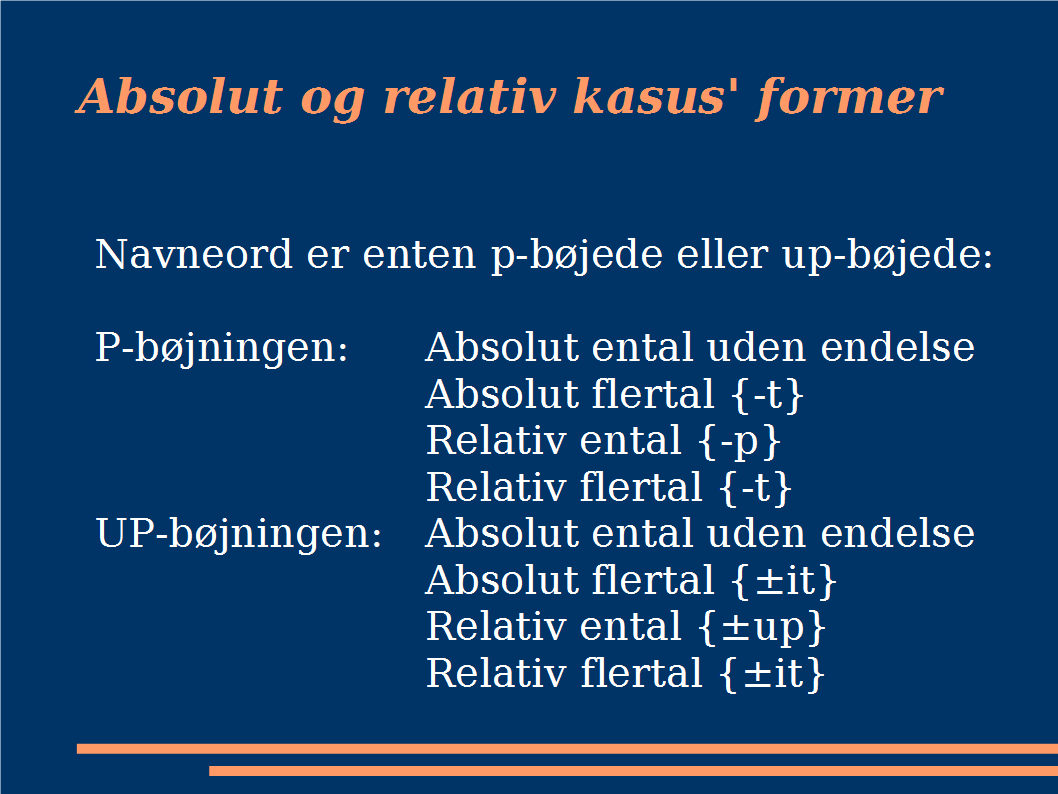 Absolut og relativ kasus' former
Navneord er enten p-bøjede eller up-bøjede:
P-bøjningen: Absolut ental uden endelse
Absolut flertal {-t}
Relativ ental {-p}
Relativ flertal {-t}
UP-bøjningen: Absolut ental uden endelse
Absolut flertal {±it}
Relativ ental {±up}
Relativ flertal {±it}